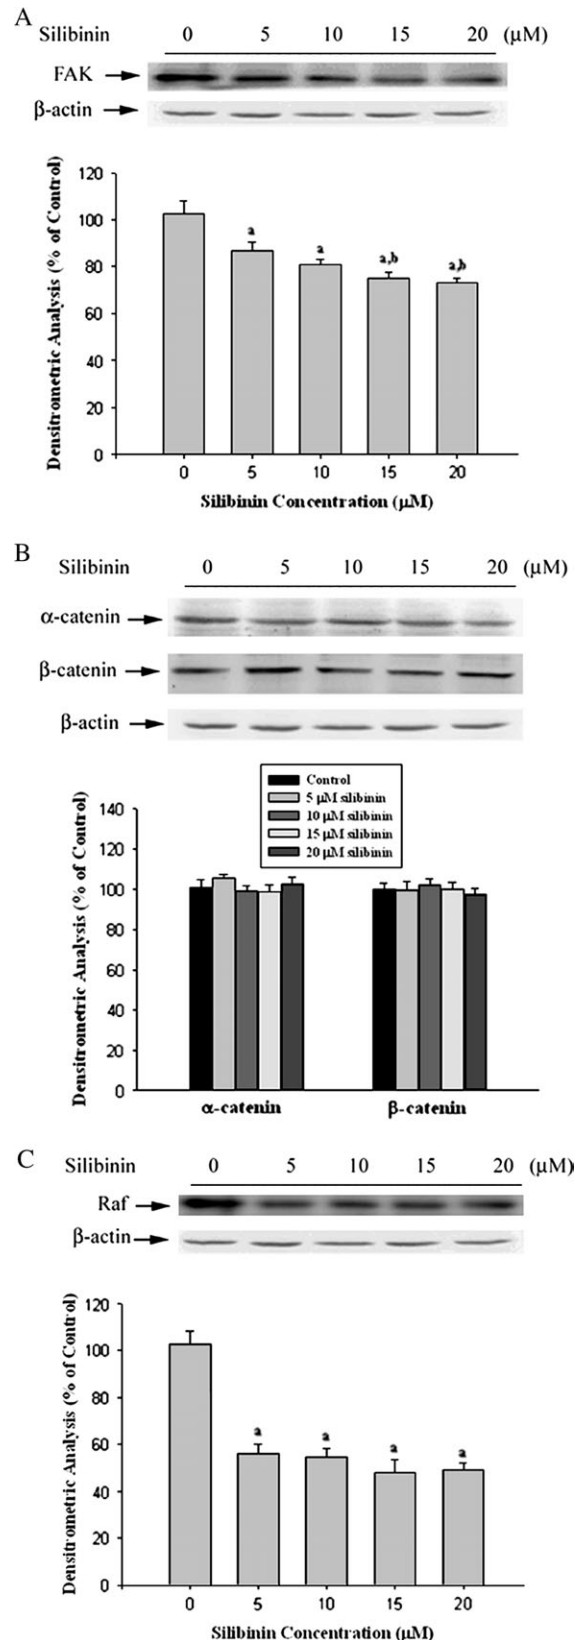 A
Silibinin 0 5 10 15 20 (μM)
FAK
β-actin
Densitrometric Analysis (% of Control)
120
100
80
60
40
20
0
a
a
a,b
a,b
0 5 10 15 20
Silibinin Concentration (μM)
B
Silibinin 0 5 10 15 20 (μM)
α-catenin
β-catenin
β-actin
Control
5 μM silibinin
10 μM silibinin
15 μM silibinin
20 μM silibinin
Densitrometric Analysis (% of Control)
140
120
100
80
60
40
20
0
α-catenin β-catenin
C
Silibinin 0 5 10 15 20 (μM)
Raf
β-actin
Densitrometric Analysis (% of Control)
120
100
80
60
40
20
0
a
a
a
a
0 5 10 15 20
Silibinin Concentration (μM)